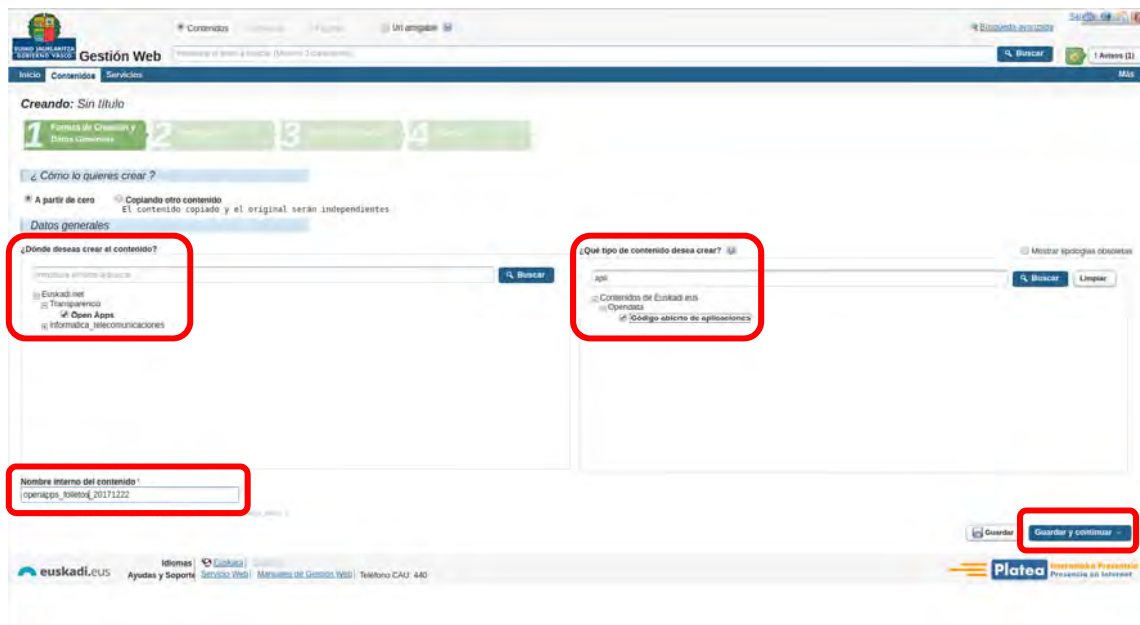 Contenidos
Url amigable
Búsqueda avanzada
EUSKO JAURLARITZA
GOBIERNO VASCO
Gestión Web
Buscar
! Avisos (1)
Inicio Contenidos Servicios
Más
Creando: Sin título
1 Forma de Creación y
Datos Generales
2
3
4
¿ Cómo lo quieres crear ?
A partir de cero
Copiando otro contenido
El contenido copiado y el original serán independientes
Datos generales
¿Dónde deseas crear el contenido?
Buscar
Euskadi.net
Transparencia
Open Apps
Informatica_telecomunicaciones
¿Qué tipo de contenido desea crear?
Mostrar tipologías obsoletas
apli
Buscar
Limpiar
Contenidos de Euskadi.eus
Opendata
Código abierto de aplicaciones
Nombre interno del contenido *
openapps_folletos_20171222
Guardar
Guardar y continuar
euskadi.eus
Idiomas Euskara
Ayudas y Soporte Servicio Web Manuales de Gestión Web Teléfono CAU: 440
Platea
Interneteko Presentzia
Presencia en Internet